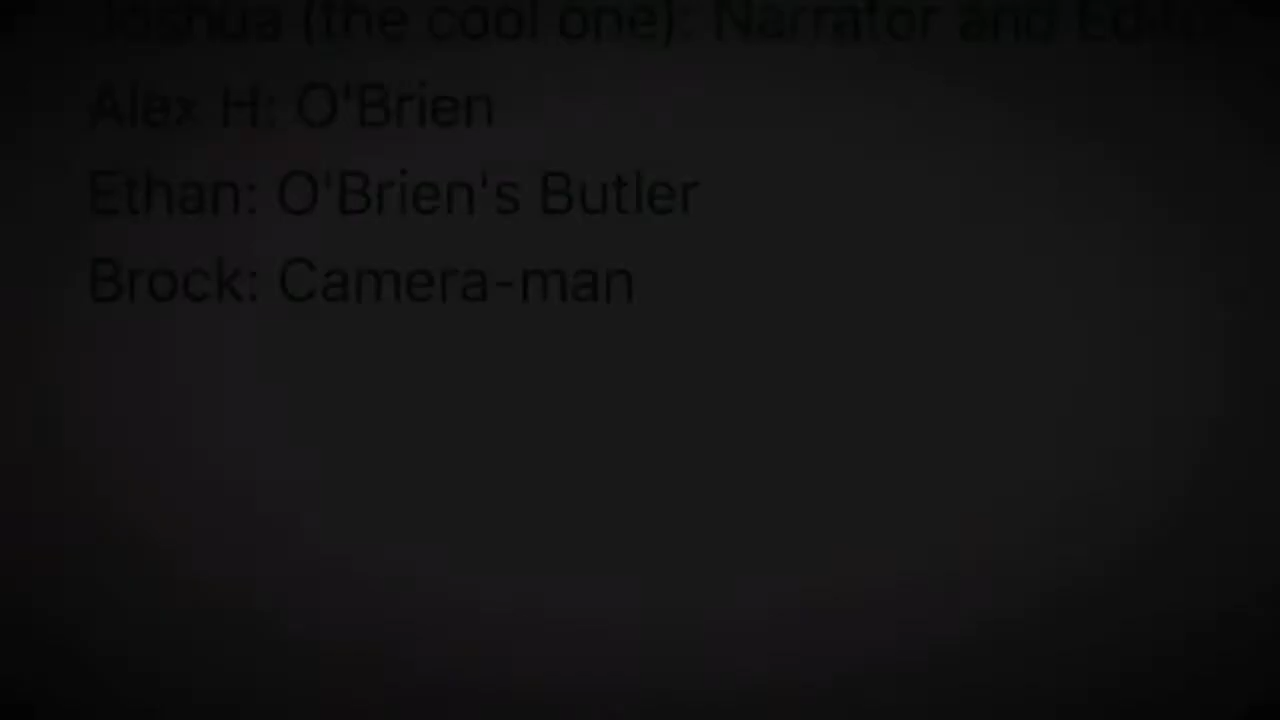 Joshua (the cool one): Narrator and Editor
Alex H: O'Brien
Ethan: O'Brien's Butler
Brock: Camera-man